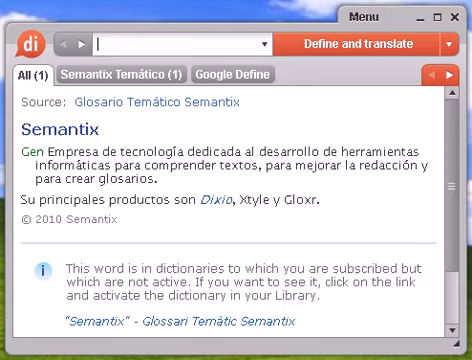 Menu
di
Define and translate
All (1)
Semantix Temático (1)
Google Define
Source: Glosario Temático Semantix
Semantix
Gen Empresa de tecnología dedicada al desarrollo de herramientas
informáticas para comprender textos, para mejorar la redacción y
para crear glosarios.
Su principales productos son Dixio, Xtyle y Gloxr.
© 2010 Semantix
i
This word is in dictionaries to which you are subscribed but
which are not active. If you want to see it, click on the link
and activate the dictionary in your Library.
"Semantix" - Glossari Temàtic Semantix